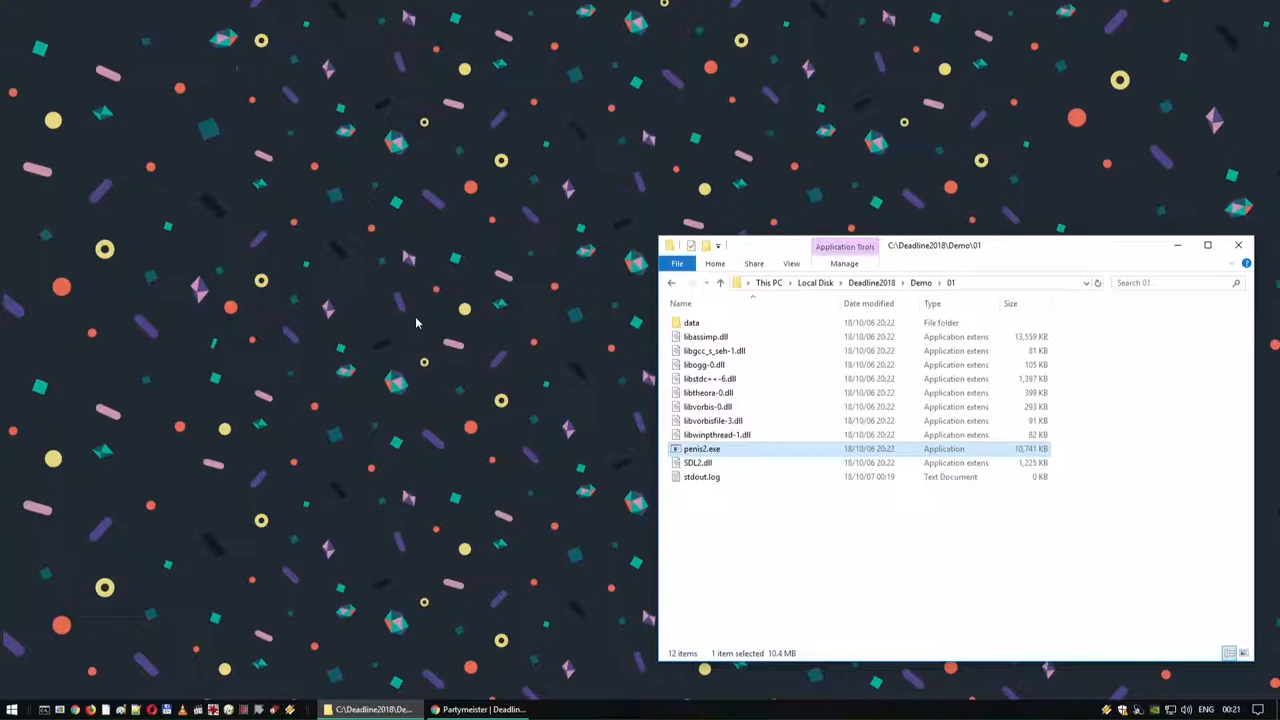 Application Tools
C:\Deadline2018\Demo\01
File
Home
Share
View
Manage
This PC
Local Disk
Deadline2018
Demo
01
Search 01
Name
Date modified
Type
Size
data 18/10/06 20:22 File folder
libassimp.dll 18/10/06 20:22 Application extens 13,559 KB
libgcc_s_seh-1.dll 18/10/06 20:22 Application extens 81 KB
libogg-0.dll 18/10/06 20:22 Application extens 105 KB
libstdc++-6.dll 18/10/06 20:22 Application extens 1,397 KB
libtheora-0.dll 18/10/06 20:22 Application extens 399 KB
libvorbis-0.dll 18/10/06 20:22 Application extens 293 KB
libvorbisfile-3.dll 18/10/06 20:22 Application extens 91 KB
libwinpthread-1.dll 18/10/06 20:22 Application extens 82 KB
penis2.exe 18/10/06 20:22 Application 10,741 KB
SDL2.dll 18/10/06 20:22 Application extens 1,225 KB
stdout.log 18/10/07 00:19 Text Document 0 KB
12 items 1 item selected 10.4 MB
C:\Deadline2018\De...
Partymeister | Deadlin...
ENG
00:21